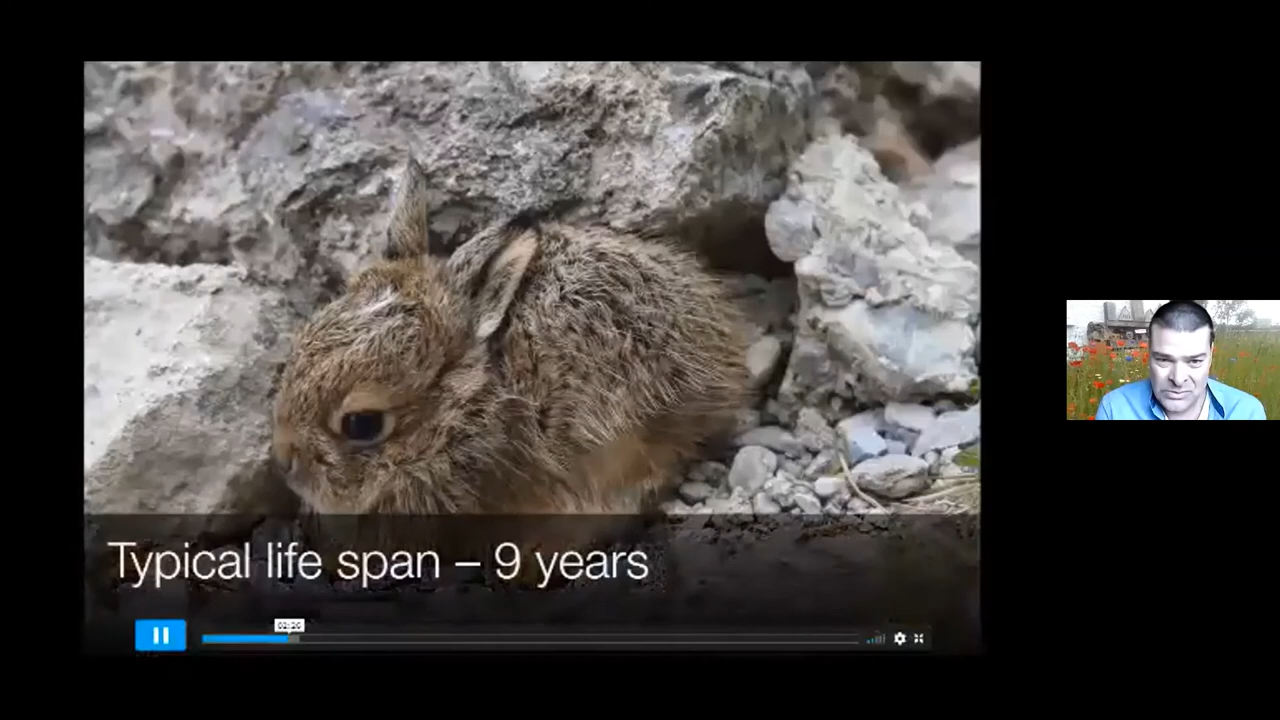 Typical life span – 9 years